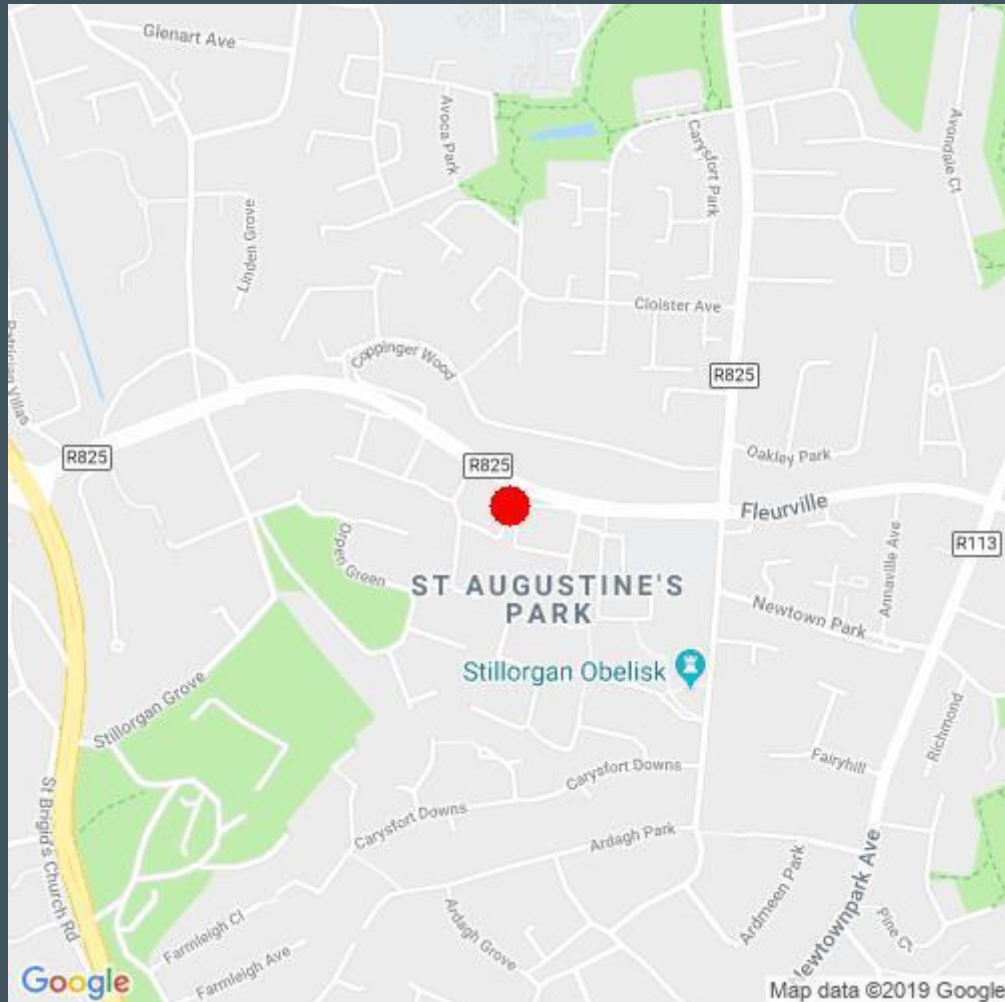 Glenart Ave
Avoca Park
Carysfort Park
Avondale Ct
Linden Grove
Cloister Ave
Patrician Villas
Coppinger Wood
R825
R825
R825
Oakley Park
Fleurville
R113
Annaville Ave
Orpen Green
ST AUGUSTINE'S
PARK
Newtown Park
Stillorgan Obelisk
Stillorgan Grove
Richmond
Fairyhill
Carysfort Downs
Carysfort Downs
St Brigid's Church Rd
Ardagh Park
Ardmeen Park
Newtownpark Ave
Farmleigh Cl
Ardagh Grove
Pine Ct
Farmleigh Ave
Google
Map data ©2019 Google